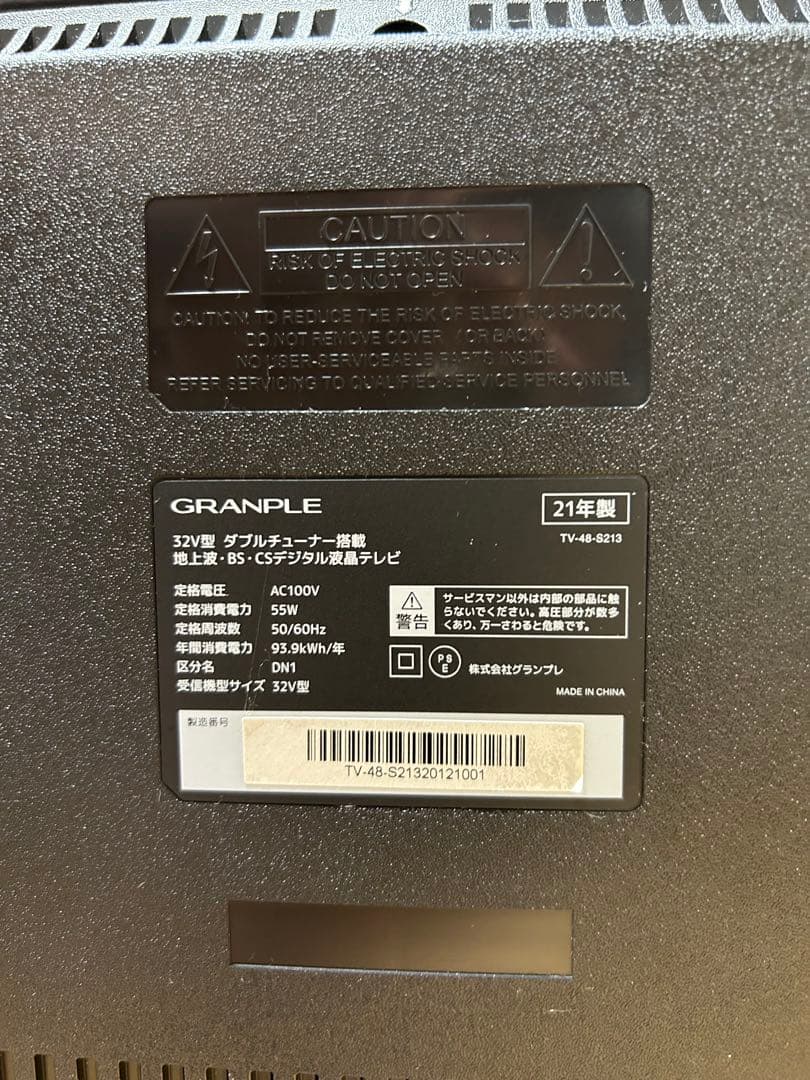 CAUTION
RISK OF ELECTRIC SHOCK
DO NOT OPEN
CAUTION: TO REDUCE THE RISK OF ELECTRIC SHOCK,
DO NOT REMOVE COVER (OR BACK)
NO USER-SERVICEABLE PARTS INSIDE
REFER SERVICING TO QUALIFIED SERVICE PERSONNEL
GRANPLE
21年製
32V型 ダブルチューナー搭載
TV-48-S213
地上波・BS・CSデジタル液晶テレビ
定格電圧 AC100V
定格消費電力 55W
定格周波数 50/60Hz
年間消費電力 93.9kWh/年
区分名 DN1
受信機型サイズ 32V型
警告
サービスマン以外は内部の部品に触
らないでください。高圧部分が数多
くあり、万一さわると危険です。
PS
E
株式会社グランプレ
MADE IN CHINA
製造番号
TV-48-S21320121001